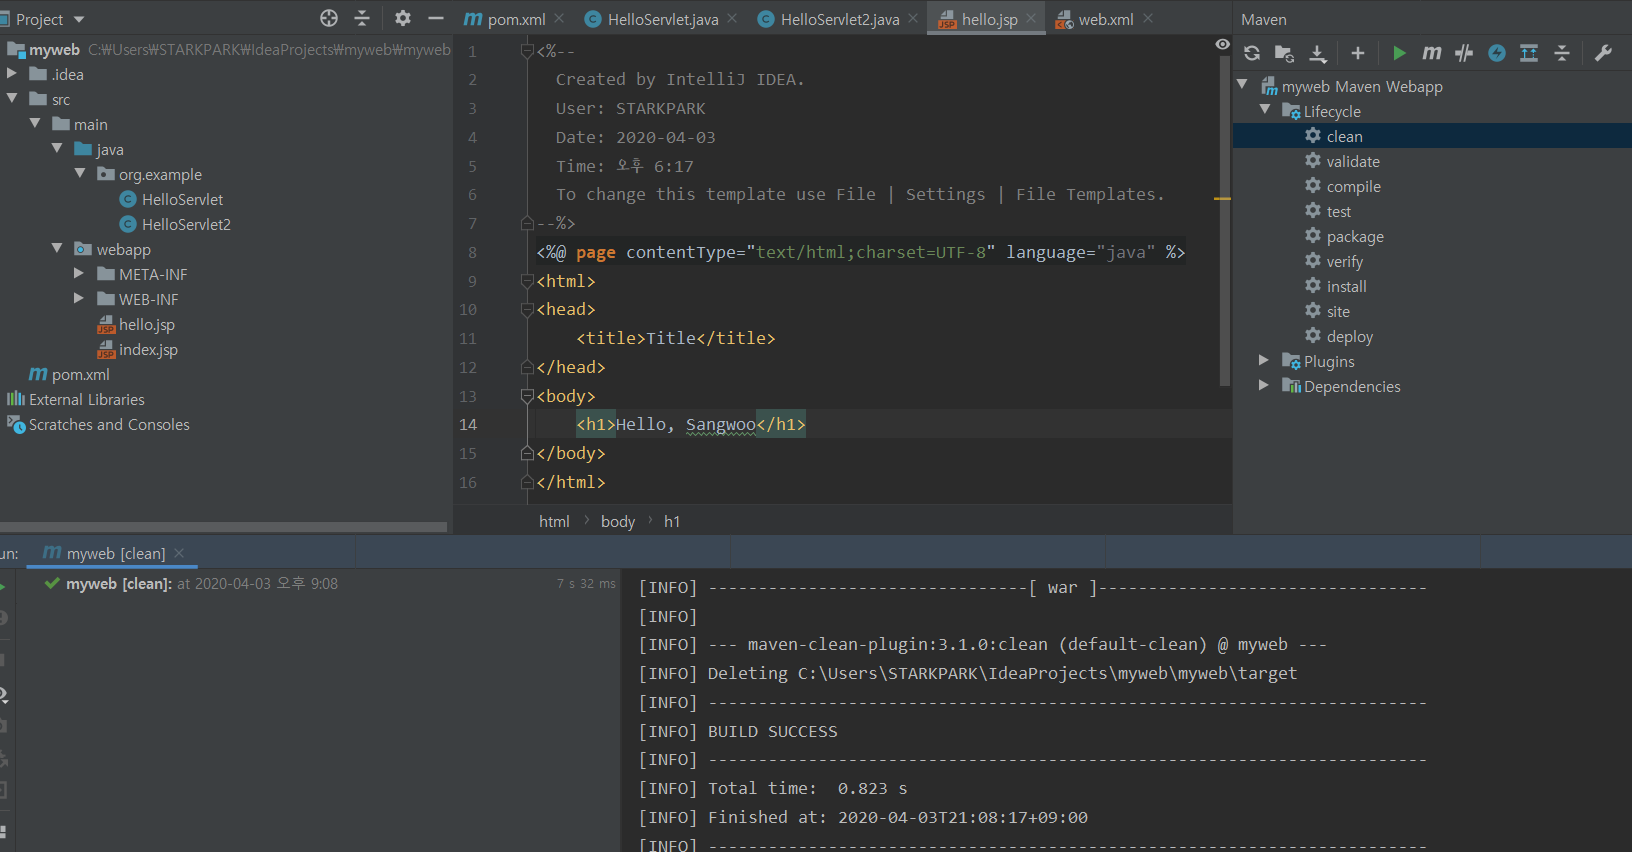 Project
myweb C:₩Users₩STARKPARK₩IdeaProjects₩myweb₩myweb
.idea
src
main
java
org.example
HelloServlet
HelloServlet2
webapp
META-INF
WEB-INF
hello.jsp
index.jsp
pom.xml
External Libraries
Scratches and Consoles
pom.xml HelloServlet.java HelloServlet2.java hello.jsp web.xml
1 <%--
2 Created by IntelliJ IDEA.
3 User: STARKPARK
4 Date: 2020-04-03
5 Time: 오후 6:17
6 To change this template use File | Settings | File Templates.
7 --%>
8 <%@ page contentType="text/html;charset=UTF-8" language="java" %>
9 <html>
10 <head>
11 <title>Title</title>
12 </head>
13 <body>
14 <h1>Hello, Sangwoo</h1>
15 </body>
16 </html>
html › body › h1
Maven
myweb Maven Webapp
Lifecycle
clean
validate
compile
test
package
verify
install
site
deploy
Plugins
Dependencies
un: myweb [clean]
myweb [clean]: at 2020-04-03 오후 9:08 7 s 32 ms
[INFO] --------------------------------[ war ]---------------------------------
[INFO]
[INFO] --- maven-clean-plugin:3.1.0:clean (default-clean) @ myweb ---
[INFO] Deleting C:\Users\STARKPARK\IdeaProjects\myweb\myweb\target
[INFO] ------------------------------------------------------------------------
[INFO] BUILD SUCCESS
[INFO] ------------------------------------------------------------------------
[INFO] Total time:  0.823 s
[INFO] Finished at: 2020-04-03T21:08:17+09:00
[INFO] ------------------------------------------------------------------------